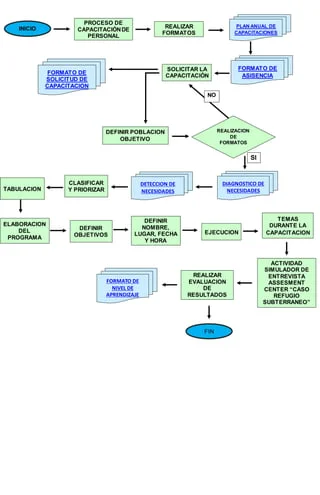 INICIO
PROCESO DE
CAPACITACIÓN DE
PERSONAL
REALIZAR
FORMATOS
PLAN ANUAL DE
CAPACITACIONES
FORMATO DE
SOLICITUD DE
CAPACITACION
SOLICITAR LA
CAPACITACIÓN
FORMATO DE
ASISENCIA
NO
DEFINIR POBLACION
OBJETIVO
REALIZACION
DE
FORMATOS
SI
TABULACION
CLASIFICAR
Y PRIORIZAR
DETECCION DE
NECESIDADES
DIAGNOSTICO DE
NECESIDADES
ELABORACION
DEL
PROGRAMA
DEFINIR
OBJETIVOS
DEFINIR
NOMBRE,
LUGAR, FECHA
Y HORA
EJECUCION
TEMAS
DURANTE LA
CAPACITACION
FORMATO DE
NIVEL DE
APRENDIZAJE
REALIZAR
EVALUACION
DE
RESULTADOS
ACTIVIDAD
SIMULADOR DE
ENTREVISTA
ASSESMENT
CENTER "CASO
REFUGIO
SUBTERRANEO"
FIN